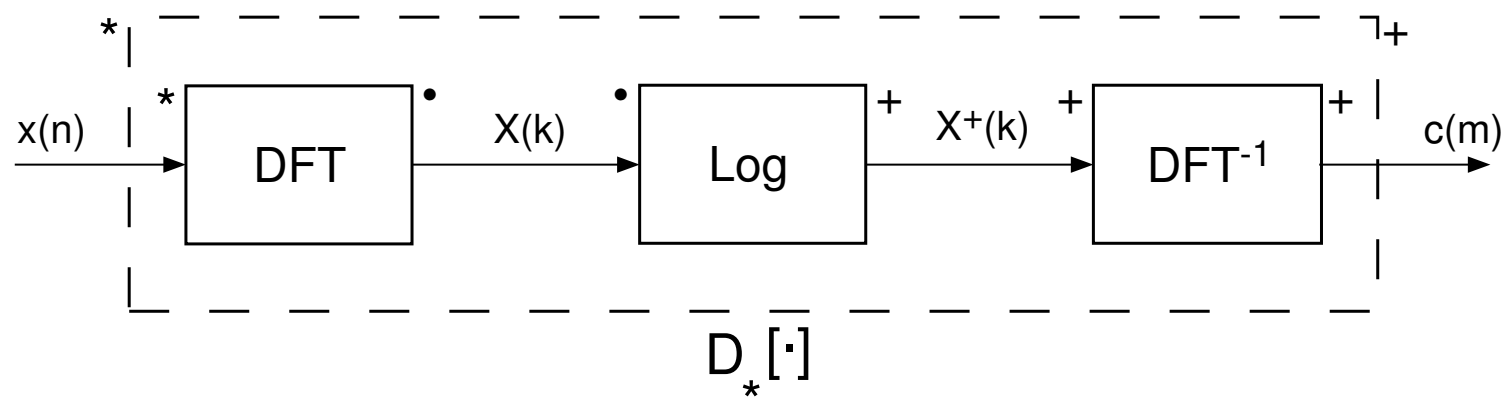 * +
* • • + + +
x(n) X(k) X⁺(k) c(m)
DFT Log DFT⁻¹
D*[·]